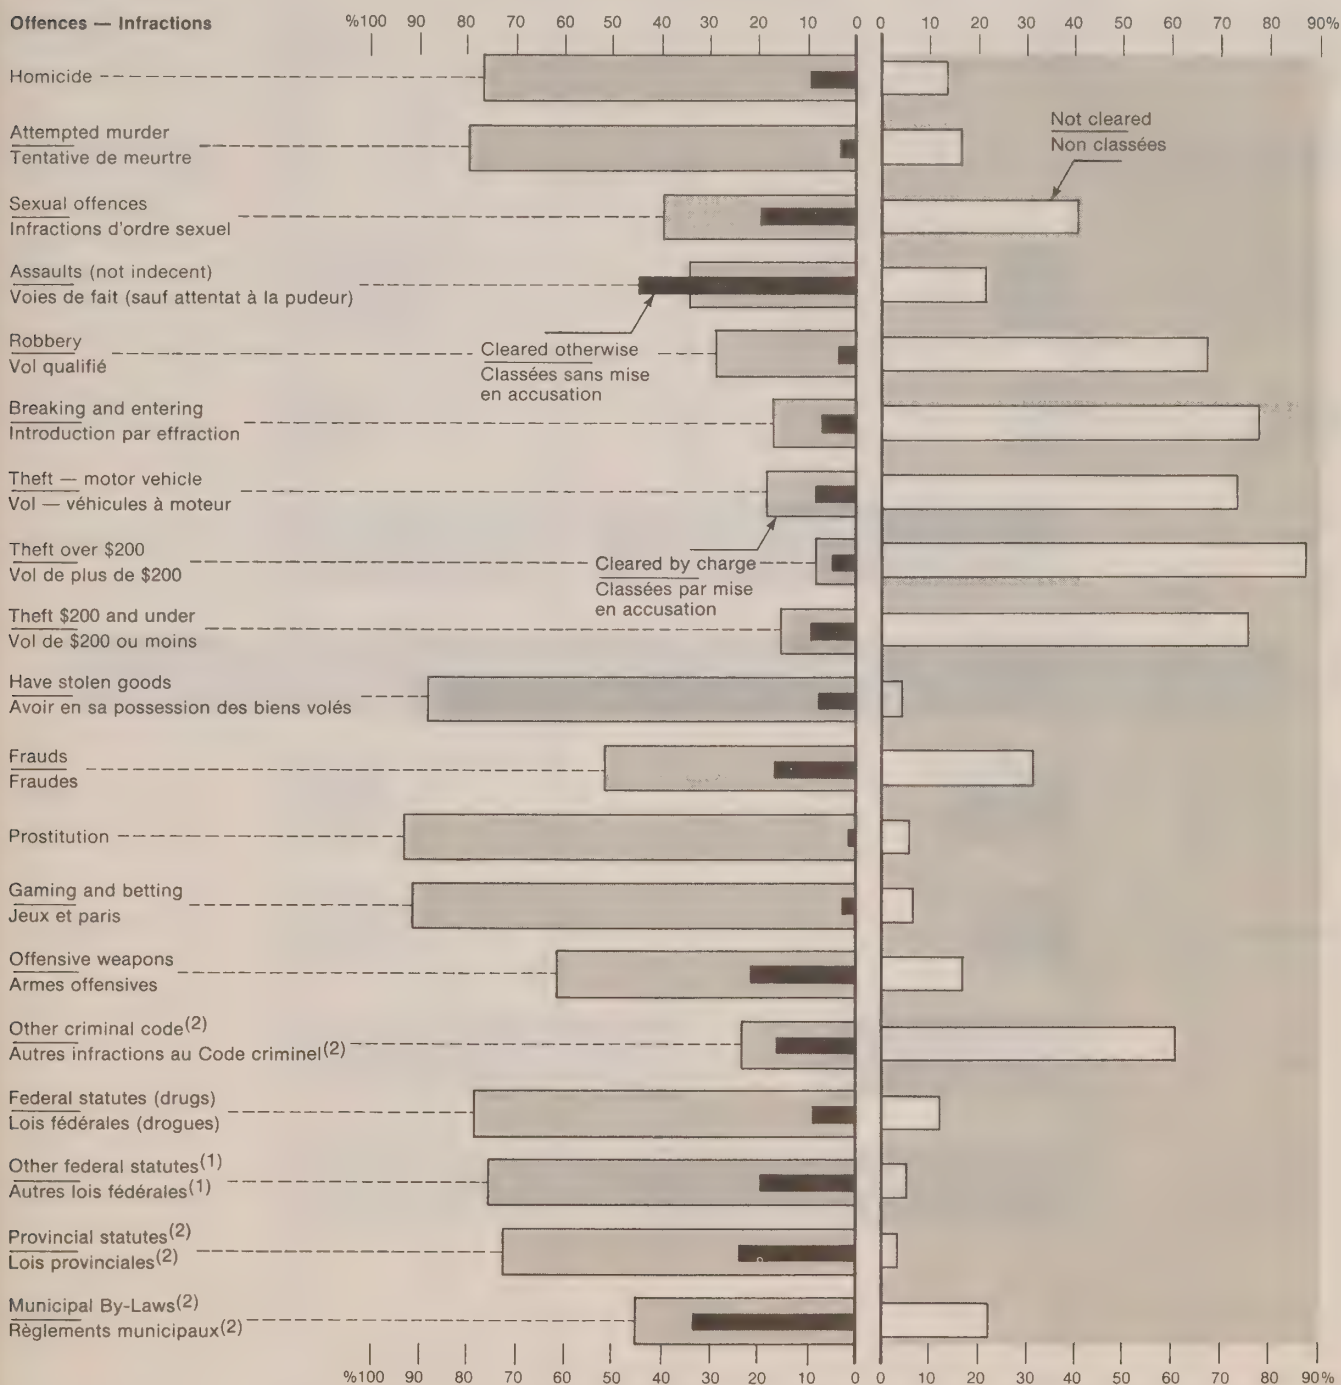 Offences — Infractions
%100 90 80 70 60 50 40 30 20 10 0 0 10 20 30 40 50 60 70 80 90%
Homicide
Attempted murder
Tentative de meurtre
Not cleared
Non classées
Sexual offences
Infractions d'ordre sexuel
Assaults (not indecent)
Voies de fait (sauf attentat à la pudeur)
Robbery
Vol qualifié
Cleared otherwise
Classées sans mise
en accusation
Breaking and entering
Introduction par effraction
Theft — motor vehicle
Vol — véhicules à moteur
Theft over $200
Vol de plus de $200
Cleared by charge
Classées par mise
en accusation
Theft $200 and under
Vol de $200 ou moins
Have stolen goods
Avoir en sa possession des biens volés
Frauds
Fraudes
Prostitution
Gaming and betting
Jeux et paris
Offensive weapons
Armes offensives
Other criminal code(2)
Autres infractions au Code criminel(2)
Federal statutes (drugs)
Lois fédérales (drogues)
Other federal statutes(1)
Autres lois fédérales(1)
Provincial statutes(2)
Lois provinciales(2)
Municipal By-Laws(2)
Règlements municipaux(2)
%100 90 80 70 60 50 40 30 20 10 0 0 10 20 30 40 50 60 70 80 90%